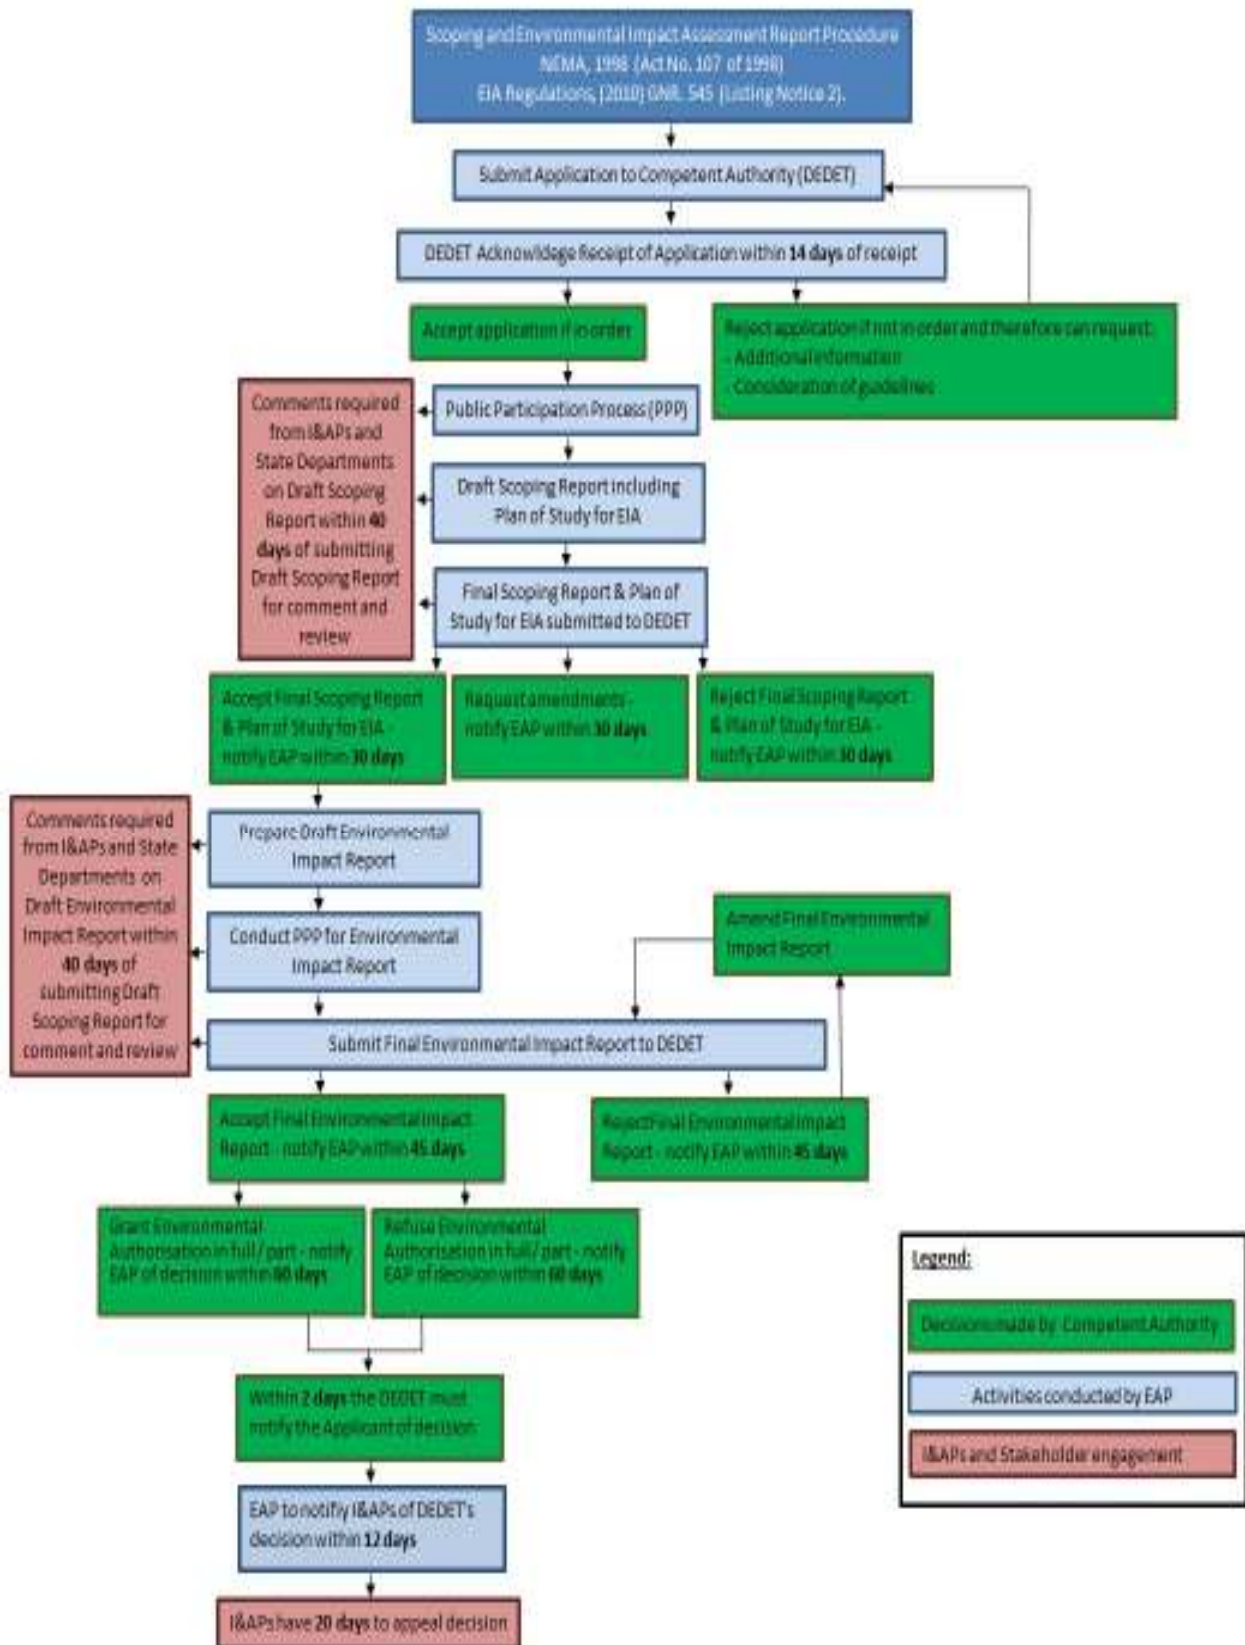 Scoping and Environmental Impact Assessment Report Procedure
NEMA, 1998 (Act No. 107 of 1998)
EIA Regulations, (2010) GNR. 545 (Listing Notice 2).
Submit Application to Competent Authority (DEDET)
DEDET Acknowldege Receipt of Application within 14 days of receipt
Accept application if in order
Reject application if not in order and therefore can request:
- Additional information
- Consideration of guidelines
Comments required
from I&APs and
State Departments
on Draft Scoping
Report within 40
days of submitting
Draft Scoping Report
for comment and
review
Public Participation Process (PPP)
Draft Scoping Report including
Plan of Study for EIA
Final Scoping Report & Plan of
Study for EIA submitted to DEDET
Accept Final Scoping Report
& Plan of Study for EIA -
notify EAP within 30 days
Request amendments -
notify EAP within 30 days
Reject Final Scoping Report
& Plan of Study for EIA -
notify EAP within 30 days
Comments required
from I&APs and State
Departments on
Draft Environmental
Impact Report within
40 days of
submitting Draft
Scoping Report for
comment and review
Prepare Draft Environmental
Impact Report
Conduct PPP for Environmental
Impact Report
Amend Final Environmental
Impact Report
Submit Final Environmental Impact Report to DEDET
Accept Final Environmental Impact
Report - notify EAP within 45 days
Reject Final Environmental Impact
Report - notify EAP within 45 days
Grant Environmental
Authorisation in full / part - notify
EAP of decision within 60 days
Refuse Environmental
Authorisation in full / part - notify
EAP of decision within 60 days
Within 2 days the DEDET must
notify the Applicant of decision
EAP to notifiy I&APs of DEDET's
decision within 12 days
I&APs have 20 days to appeal decision
Legend:
Decisions made by Competent Authority
Activities conducted by EAP
I&APs and Stakeholder engagement